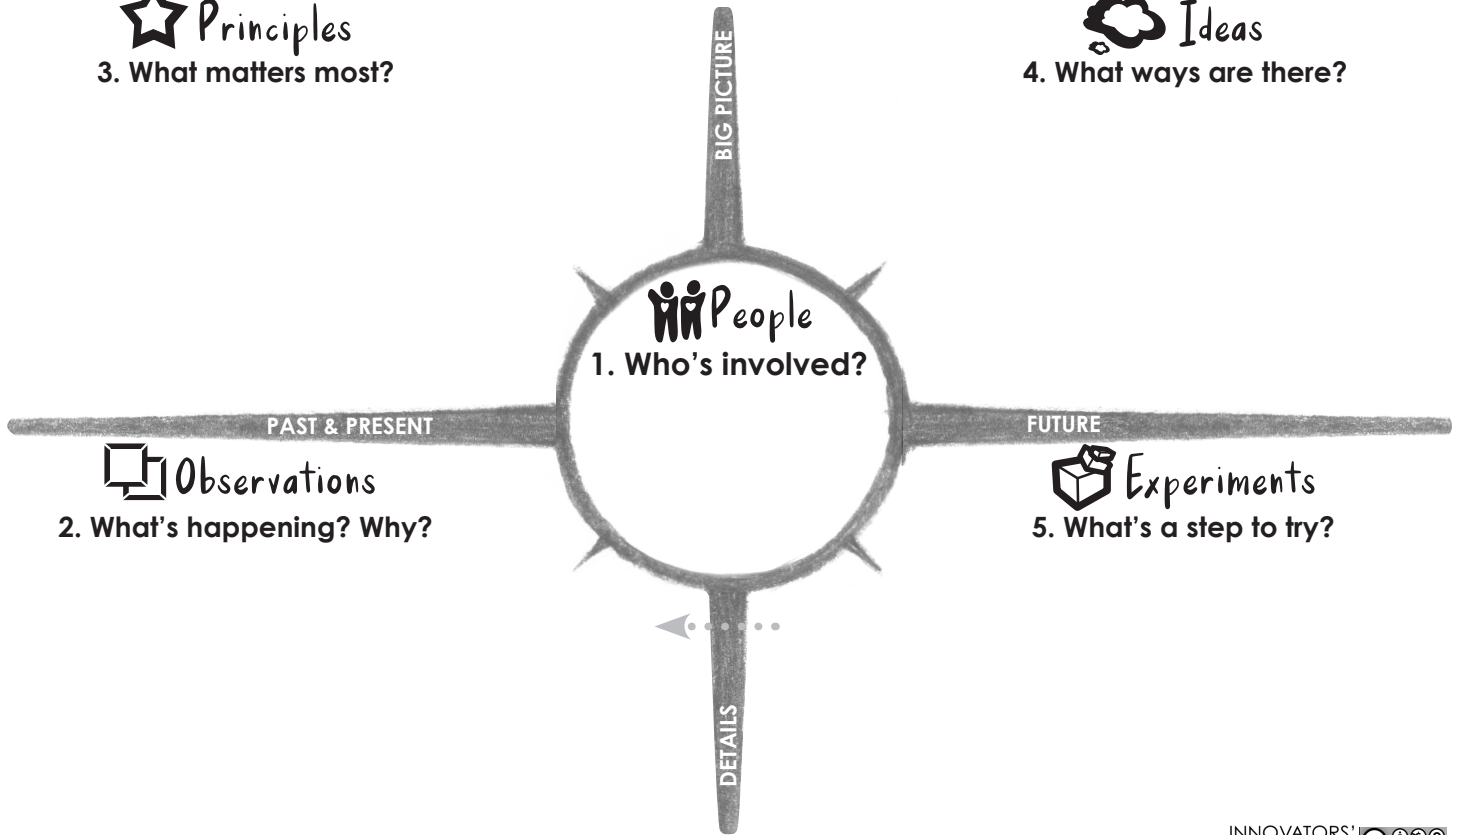 Principles
3. What matters most?
Ideas
4. What ways are there?
BIG PICTURE
People
1. Who's involved?
PAST & PRESENT
FUTURE
Observations
2. What's happening? Why?
Experiments
5. What's a step to try?
DETAILS
INNOVATORS'